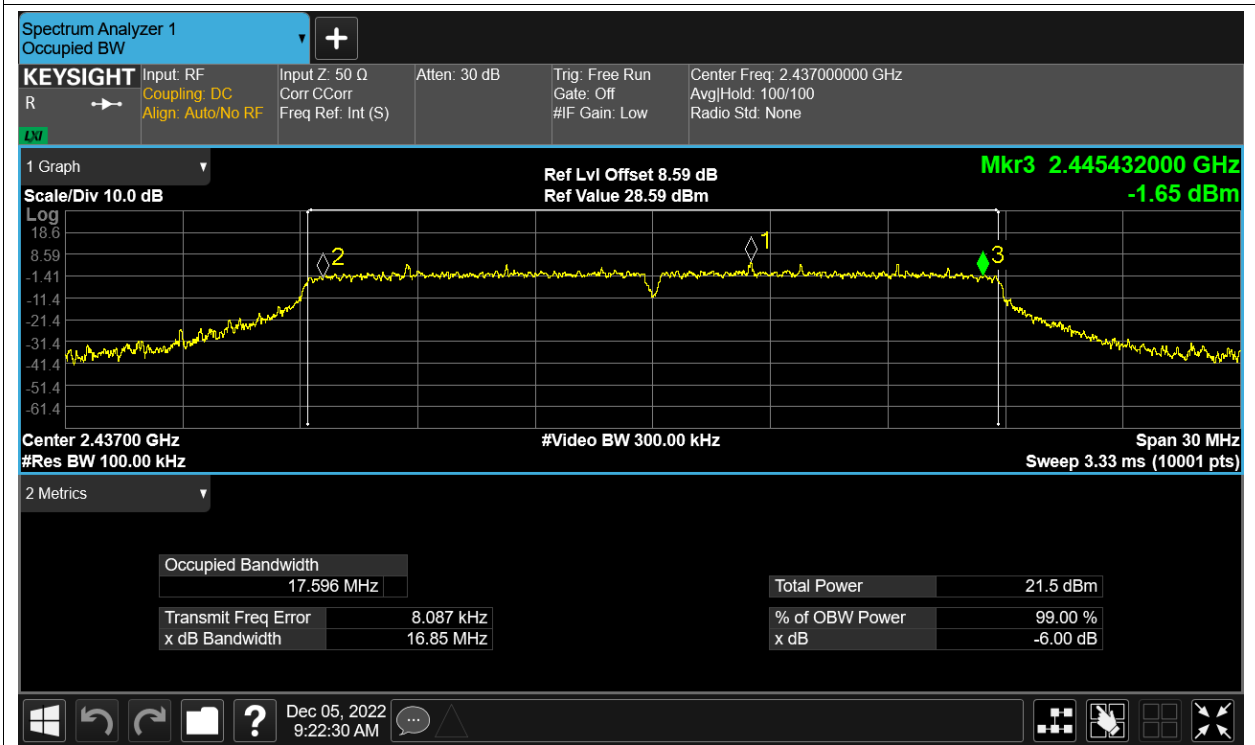 Spectrum Analyzer 1
Occupied BW
KEYSIGHT
R
LXI
Input: RF
Coupling: DC
Align: Auto/No RF
Input Z: 50 Ω
Corr CCorr
Freq Ref: Int (S)
Atten: 30 dB
Trig: Free Run
Gate: Off
#IF Gain: Low
Center Freq: 2.437000000 GHz
Avg|Hold: 100/100
Radio Std: None
1 Graph
Scale/Div 10.0 dB
Ref Lvl Offset 8.59 dB
Ref Value 28.59 dBm
Mkr3 2.445432000 GHz
-1.65 dBm
Log
18.6
8.59
-1.41
-11.4
-21.4
-31.4
-41.4
-51.4
-61.4
2
1
3
Center 2.43700 GHz
#Res BW 100.00 kHz
#Video BW 300.00 kHz
Span 30 MHz
Sweep 3.33 ms (10001 pts)
2 Metrics
Occupied Bandwidth
17.596 MHz
Transmit Freq Error 8.087 kHz
x dB Bandwidth 16.85 MHz
Total Power 21.5 dBm
% of OBW Power 99.00 %
x dB -6.00 dB
Dec 05, 2022
9:22:30 AM